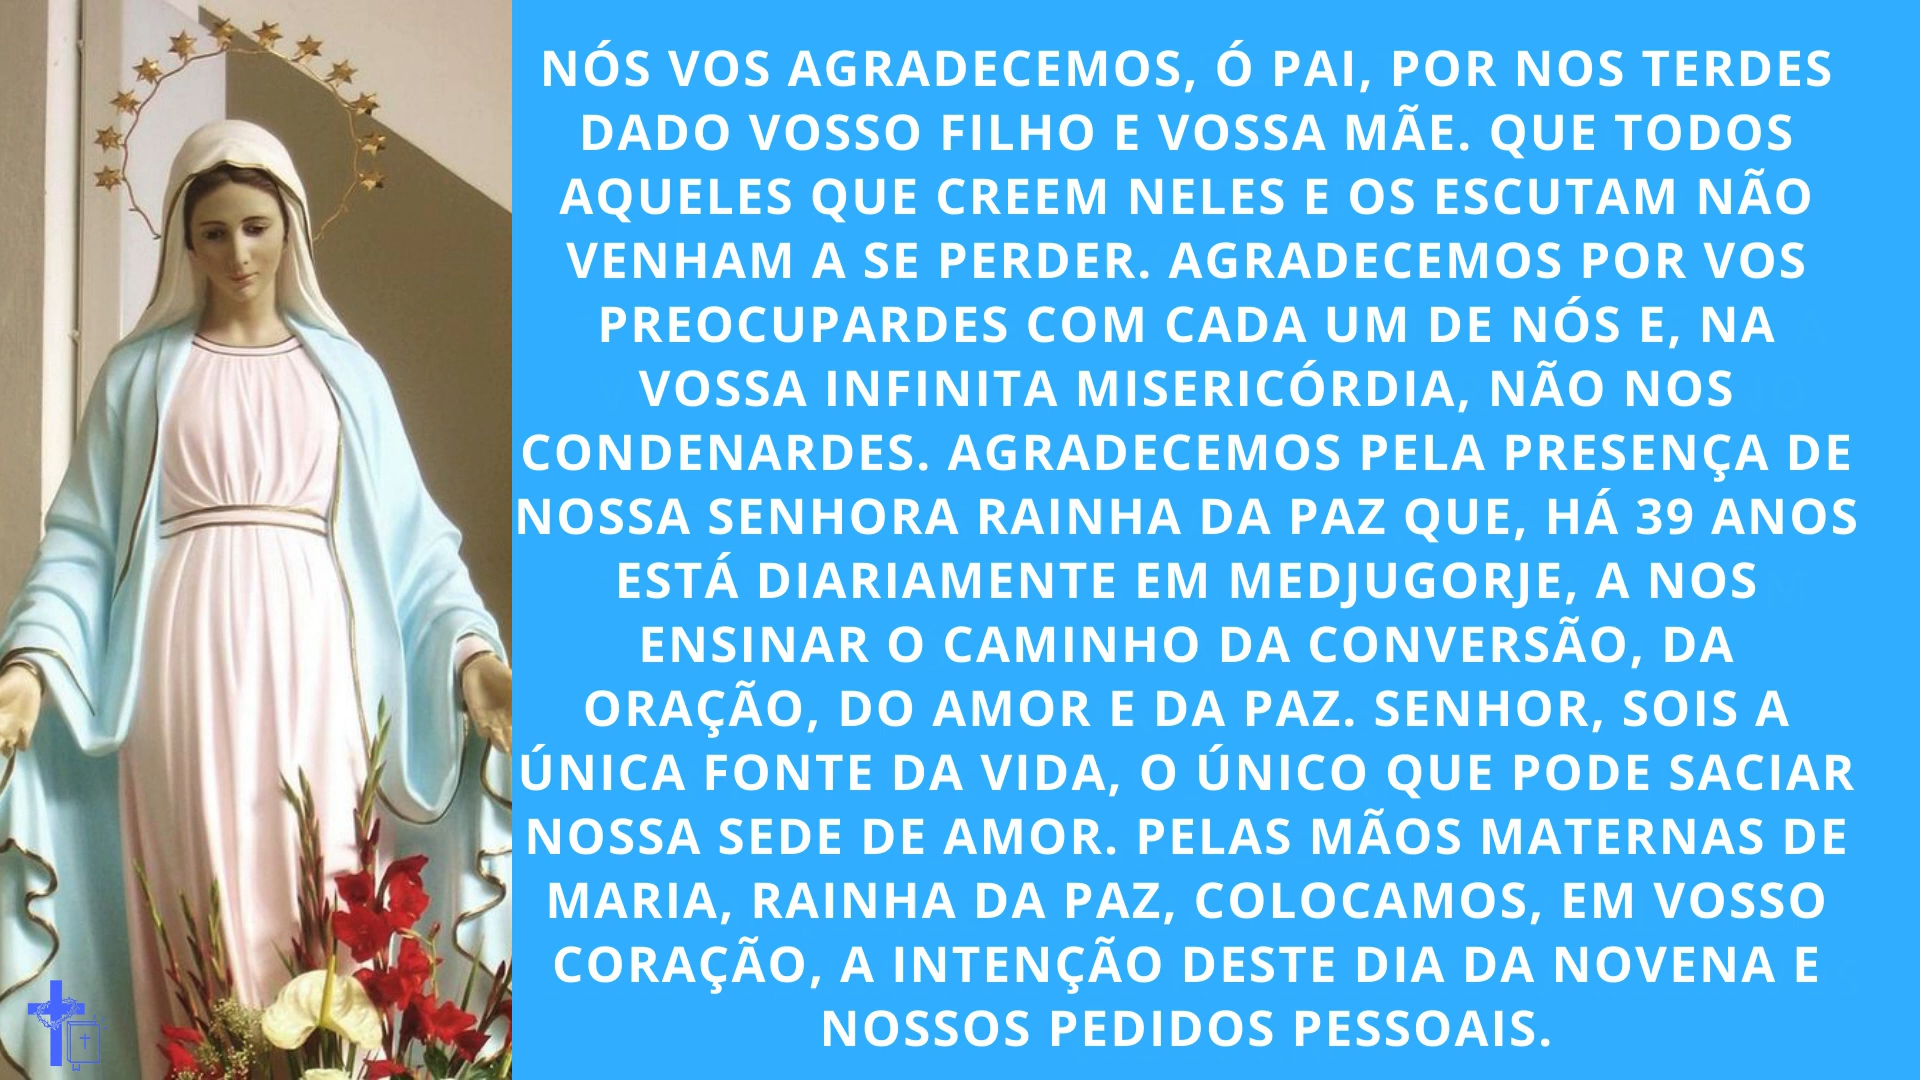 NÓS VOS AGRADECEMOS, Ó PAI, POR NOS TERDES
DADO VOSSO FILHO E VOSSA MÃE. QUE TODOS
AQUELES QUE CREEM NELES E OS ESCUTAM NÃO
VENHAM A SE PERDER. AGRADECEMOS POR VOS
PREOCUPARDES COM CADA UM DE NÓS E, NA
VOSSA INFINITA MISERICÓRDIA, NÃO NOS
CONDENARDES. AGRADECEMOS PELA PRESENÇA DE
NOSSA SENHORA RAINHA DA PAZ QUE, HÁ 39 ANOS
ESTÁ DIARIAMENTE EM MEDJUGORJE, A NOS
ENSINAR O CAMINHO DA CONVERSÃO, DA
ORAÇÃO, DO AMOR E DA PAZ. SENHOR, SOIS A
ÚNICA FONTE DA VIDA, O ÚNICO QUE PODE SACIAR
NOSSA SEDE DE AMOR. PELAS MÃOS MATERNAS DE
MARIA, RAINHA DA PAZ, COLOCAMOS, EM VOSSO
CORAÇÃO, A INTENÇÃO DESTE DIA DA NOVENA E
NOSSOS PEDIDOS PESSOAIS.